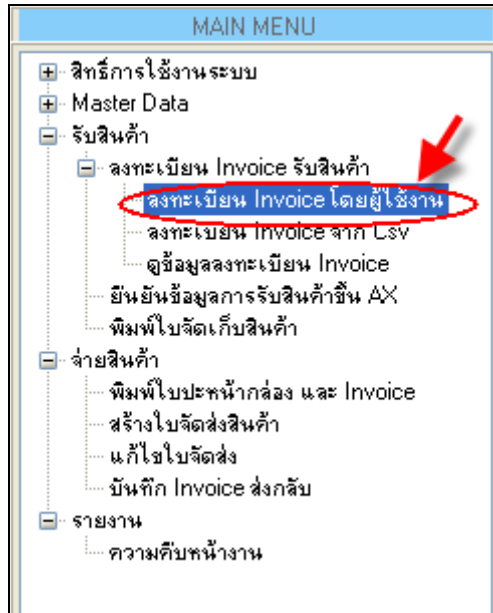 MAIN MENU
สิทธิ์การใช้งานระบบ
Master Data
รับสินค้า
ลงทะเบียน Invoice รับสินค้า
ลงทะเบียน Invoice โดยผู้ใช้งาน
ลงทะเบียน Invoice จาก Csv
ดูข้อมูลลงทะเบียน Invoice
ยืนยันข้อมูลการรับสินค้าขึ้น AX
พิมพ์ใบจัดเก็บสินค้า
จ่ายสินค้า
พิมพ์ใบปะหน้ากล่อง และ Invoice
สร้างใบจัดส่งสินค้า
แก้ไขใบจัดส่ง
บันทึก Invoice ส่งกลับ
รายงาน
ความคืบหน้างาน